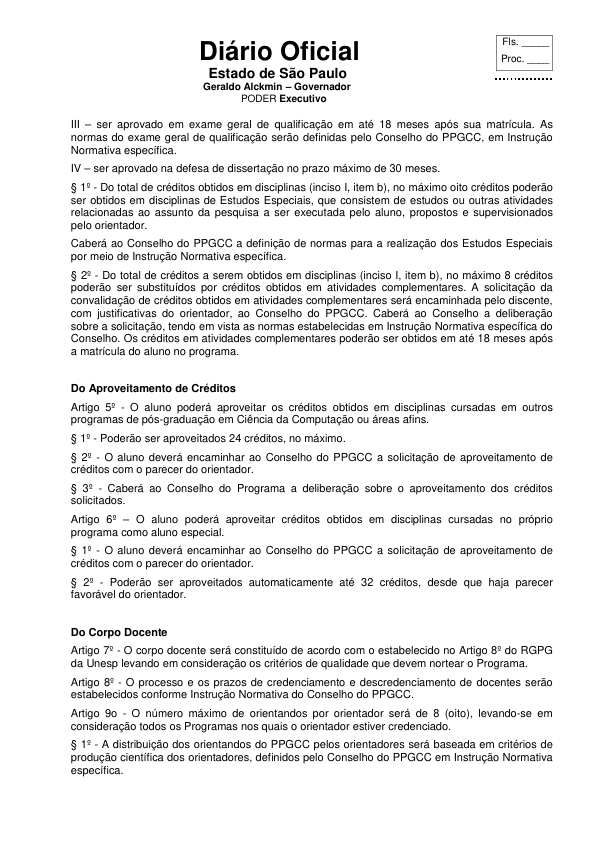 Diário Oficial
Estado de São Paulo
Geraldo Alckmin – Governador
PODER Executivo
Fls. _____
Proc. ____
III – ser aprovado em exame geral de qualificação em até 18 meses após sua matrícula. As
normas do exame geral de qualificação serão definidas pelo Conselho do PPGCC, em Instrução
Normativa específica.
IV – ser aprovado na defesa de dissertação no prazo máximo de 30 meses.
§ 1º - Do total de créditos obtidos em disciplinas (inciso I, item b), no máximo oito créditos poderão
ser obtidos em disciplinas de Estudos Especiais, que consistem de estudos ou outras atividades
relacionadas ao assunto da pesquisa a ser executada pelo aluno, propostos e supervisionados
pelo orientador.
Caberá ao Conselho do PPGCC a definição de normas para a realização dos Estudos Especiais
por meio de Instrução Normativa específica.
§ 2º - Do total de créditos a serem obtidos em disciplinas (inciso I, item b), no máximo 8 créditos
poderão ser substituídos por créditos obtidos em atividades complementares. A solicitação da
convalidação de créditos obtidos em atividades complementares será encaminhada pelo discente,
com justificativas do orientador, ao Conselho do PPGCC. Caberá ao Conselho a deliberação
sobre a solicitação, tendo em vista as normas estabelecidas em Instrução Normativa específica do
Conselho. Os créditos em atividades complementares poderão ser obtidos em até 18 meses após
a matrícula do aluno no programa.
Do Aproveitamento de Créditos
Artigo 5º - O aluno poderá aproveitar os créditos obtidos em disciplinas cursadas em outros
programas de pós-graduação em Ciência da Computação ou áreas afins.
§ 1º - Poderão ser aproveitados 24 créditos, no máximo.
§ 2º - O aluno deverá encaminhar ao Conselho do PPGCC a solicitação de aproveitamento de
créditos com o parecer do orientador.
§ 3º - Caberá ao Conselho do Programa a deliberação sobre o aproveitamento dos créditos
solicitados.
Artigo 6º – O aluno poderá aproveitar créditos obtidos em disciplinas cursadas no próprio
programa como aluno especial.
§ 1º - O aluno deverá encaminhar ao Conselho do PPGCC a solicitação de aproveitamento de
créditos com o parecer do orientador.
§ 2º - Poderão ser aproveitados automaticamente até 32 créditos, desde que haja parecer
favorável do orientador.
Do Corpo Docente
Artigo 7º - O corpo docente será constituído de acordo com o estabelecido no Artigo 8º do RGPG
da Unesp levando em consideração os critérios de qualidade que devem nortear o Programa.
Artigo 8º - O processo e os prazos de credenciamento e descredenciamento de docentes serão
estabelecidos conforme Instrução Normativa do Conselho do PPGCC.
Artigo 9o - O número máximo de orientandos por orientador será de 8 (oito), levando-se em
consideração todos os Programas nos quais o orientador estiver credenciado.
§ 1º - A distribuição dos orientandos do PPGCC pelos orientadores será baseada em critérios de
produção científica dos orientadores, definidos pelo Conselho do PPGCC em Instrução Normativa
específica.